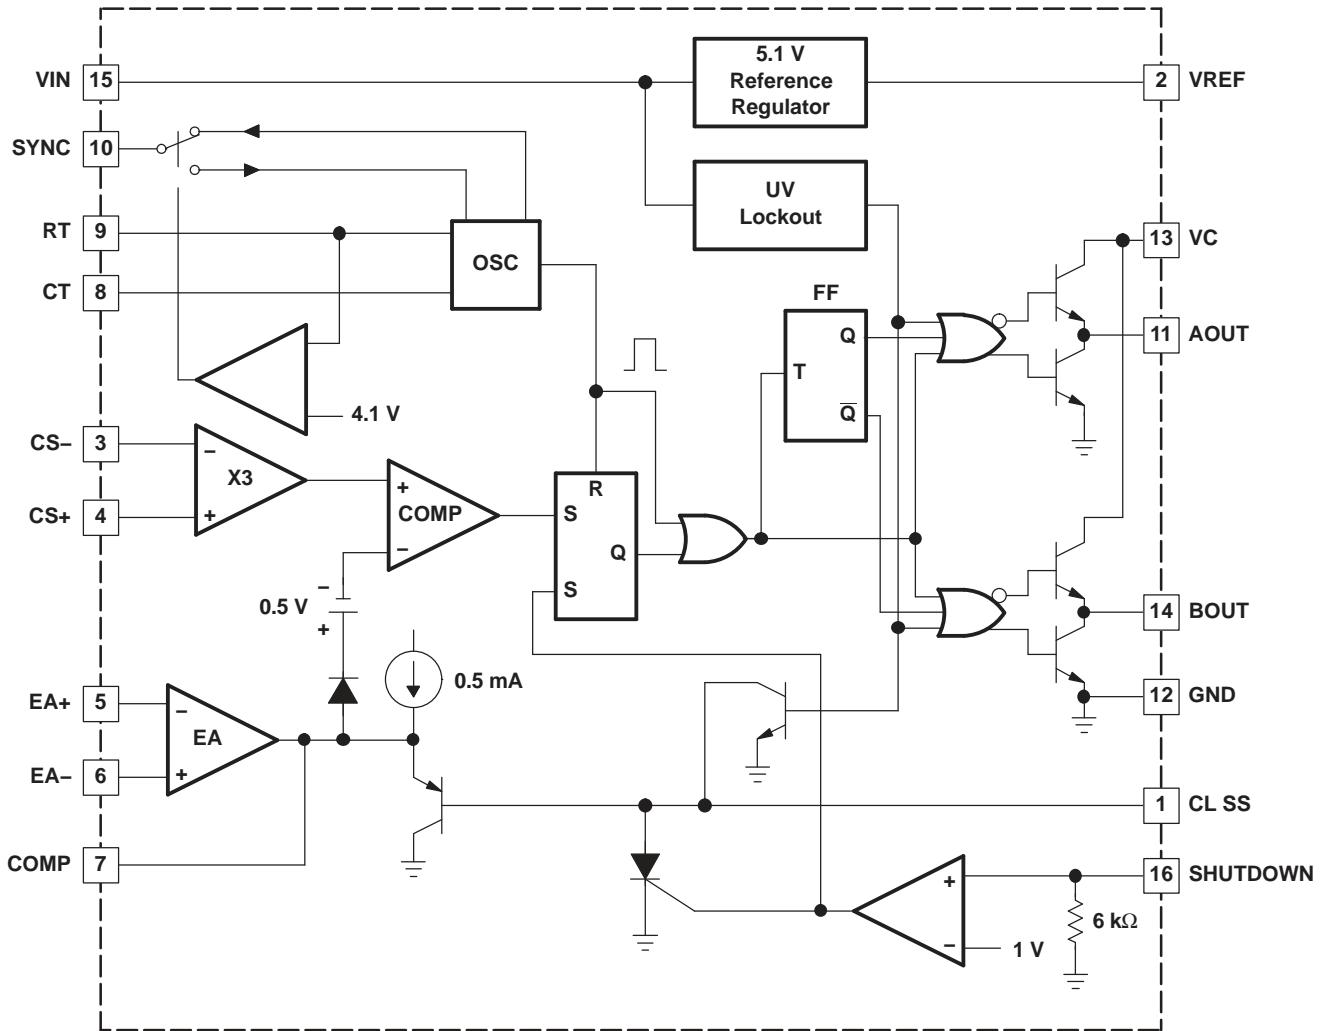 5.1 V
Reference
Regulator
VIN 15
2 VREF
SYNC 10
UV
Lockout
RT 9
13 VC
OSC
CT 8
FF
Q
11 AOUT
T
4.1 V
Q̅
CS– 3
–
X3
+
CS+ 4
+
COMP
–
R
S
Q
S
0.5 V
–
+
14 BOUT
0.5 mA
EA+ 5
–
EA
+
EA– 6
12 GND
1 CL SS
COMP 7
16 SHUTDOWN
+
–
1 V
6 kΩ